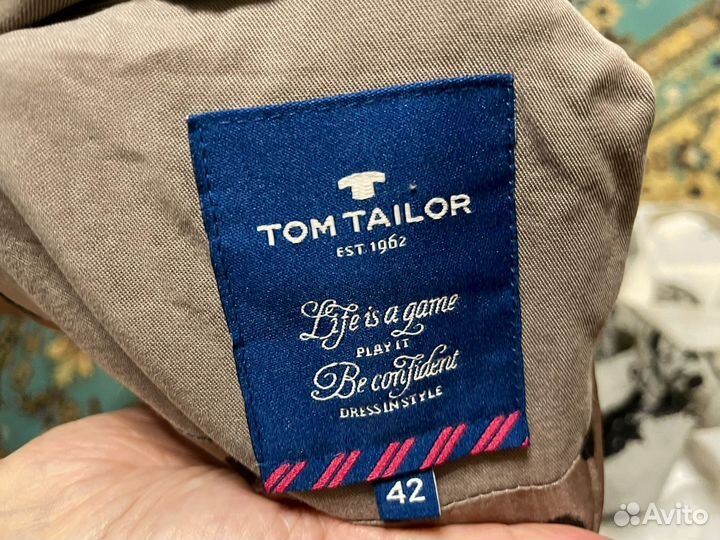 TOM TAILOR
EST. 1962
Life is a game
PLAY IT
Be confident
DRESS IN STYLE
42
Avito